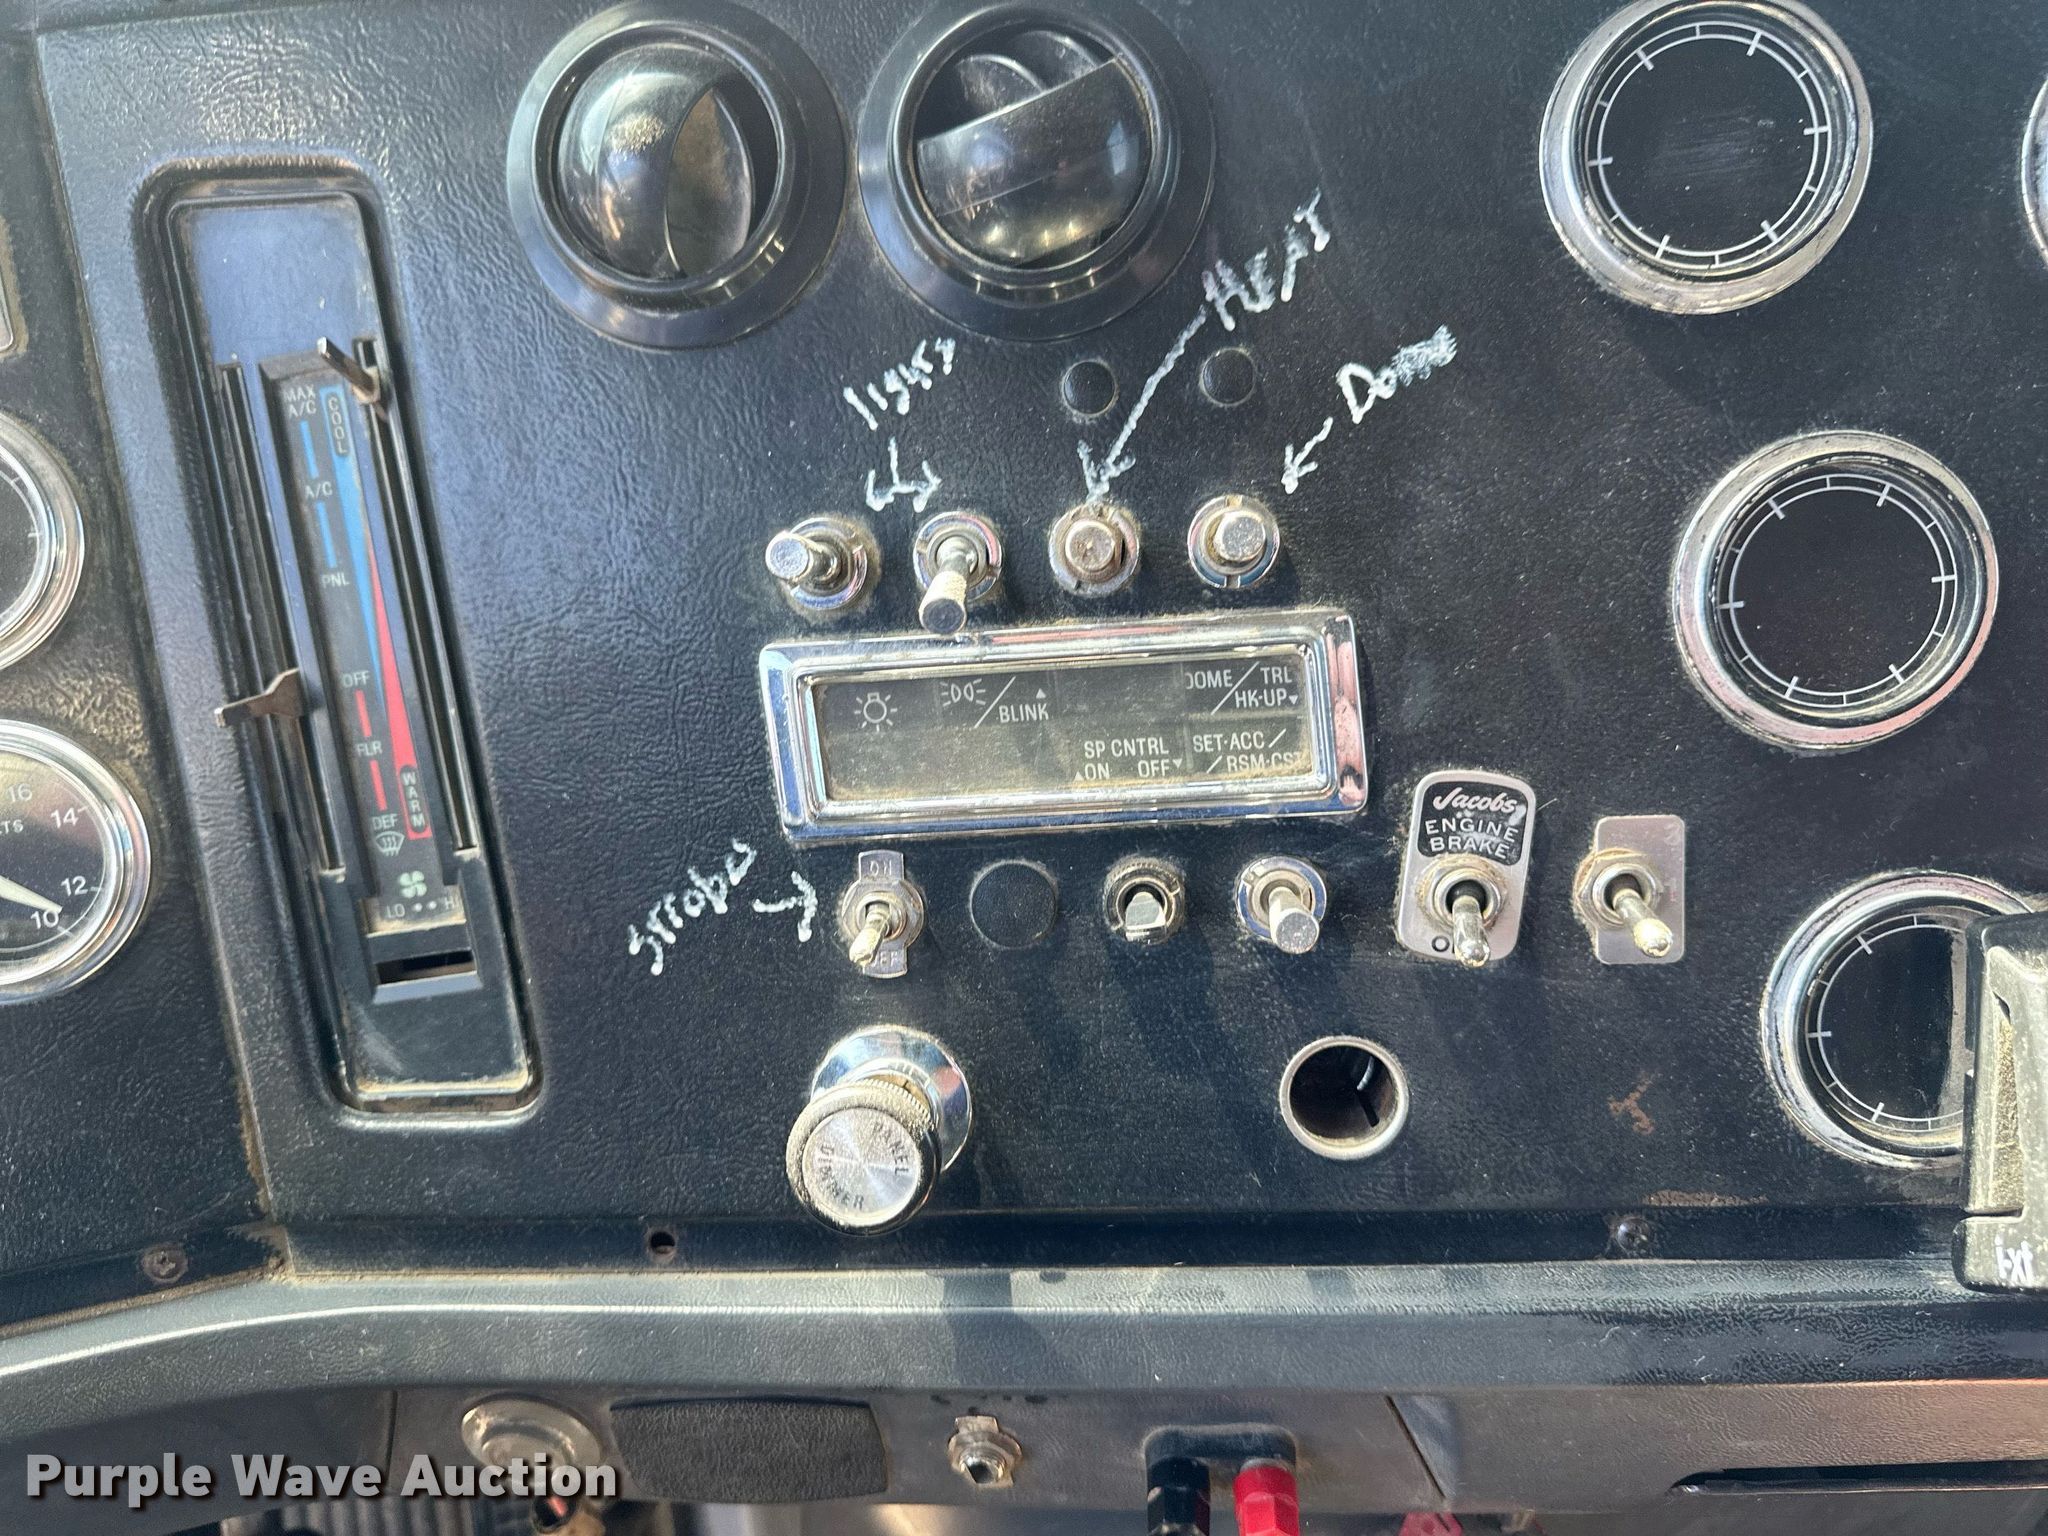 HEAT
lights
Dome
MAX
A/C
COOL
A/C
PNL
OFF
FLR
WARM
DEF
LO •• HI
16
14
12
10
DOME / TRL
HK-UP▼
/ BLINK
▲
SP CNTRL
▲ON OFF▼
SET-ACC /
/ RSM-CST
Jacobs
ENGINE
BRAKE
strobes
ON
OFF
PANEL
DIMMER
Purple Wave Auction